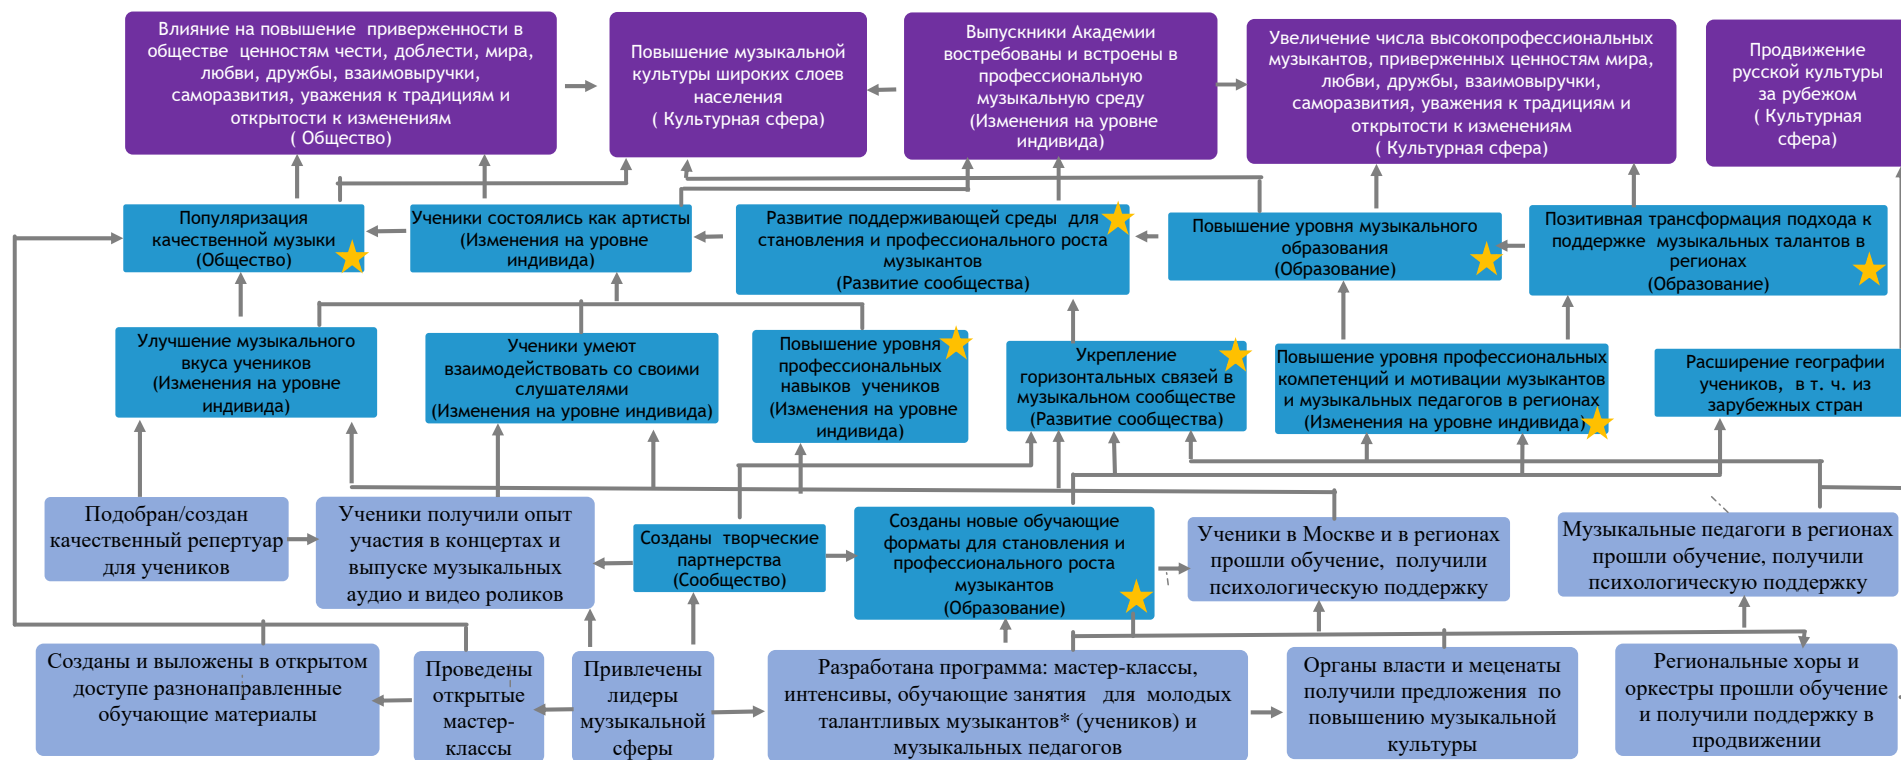 Влияние на повышение приверженности в
обществе ценностям чести, доблести, мира,
любви, дружбы, взаимовыручки,
саморазвития, уважения к традициям и
открытости к изменениям
( Общество)
Повышение музыкальной
культуры широких слоев
населения
( Культурная сфера)
Выпускники Академии
востребованы и встроены в
профессиональную
музыкальную среду
(Изменения на уровне
индивида)
Увеличение числа высокопрофессиональных
музыкантов, приверженных ценностям мира,
любви, дружбы, взаимовыручки,
саморазвития, уважения к традициям и
открытости к изменениям
( Культурная сфера)
Продвижение
русской культуры
за рубежом
( Культурная
сфера)
Популяризация
качественной музыки
(Общество)
Ученики состоялись как артисты
(Изменения на уровне
индивида)
Развитие поддерживающей среды для
становления и профессионального роста
музыкантов
(Развитие сообщества)
Повышение уровня музыкального
образования
(Образование)
Позитивная трансформация подхода к
поддержке музыкальных талантов в
регионах
(Образование)
Улучшение музыкального
вкуса учеников
(Изменения на уровне
индивида)
Ученики умеют
взаимодействовать со своими
слушателями
(Изменения на уровне индивида)
Повышение уровня
профессиональных
навыков учеников
(Изменения на уровне
индивида)
Укрепление
горизонтальных связей в
музыкальном сообществе
(Развитие сообщества)
Повышение уровня профессиональных
компетенций и мотивации музыкантов
и музыкальных педагогов в регионах
(Изменения на уровне индивида)
Расширение географии
учеников, в т. ч. из
зарубежных стран
Подобран/создан
качественный репертуар
для учеников
Ученики получили опыт
участия в концертах и
выпуске музыкальных
аудио и видео роликов
Созданы творческие
партнерства
(Сообщество)
Созданы новые обучающие
форматы для становления и
профессионального роста
музыкантов
(Образование)
Ученики в Москве и в регионах
прошли обучение, получили
психологическую поддержку
Музыкальные педагоги в регионах
прошли обучение, получили
психологическую поддержку
Созданы и выложены в открытом
доступе разнонаправленные
обучающие материалы
Проведены
открытые
мастер-
классы
Привлечены
лидеры
музыкальной
сферы
Разработана программа: мастер-классы,
интенсивы, обучающие занятия для молодых
талантливых музыкантов* (учеников) и
музыкальных педагогов
Органы власти и меценаты
получили предложения по
повышению музыкальной
культуры
Региональные хоры и
оркестры прошли обучение
и получили поддержку в
продвижении